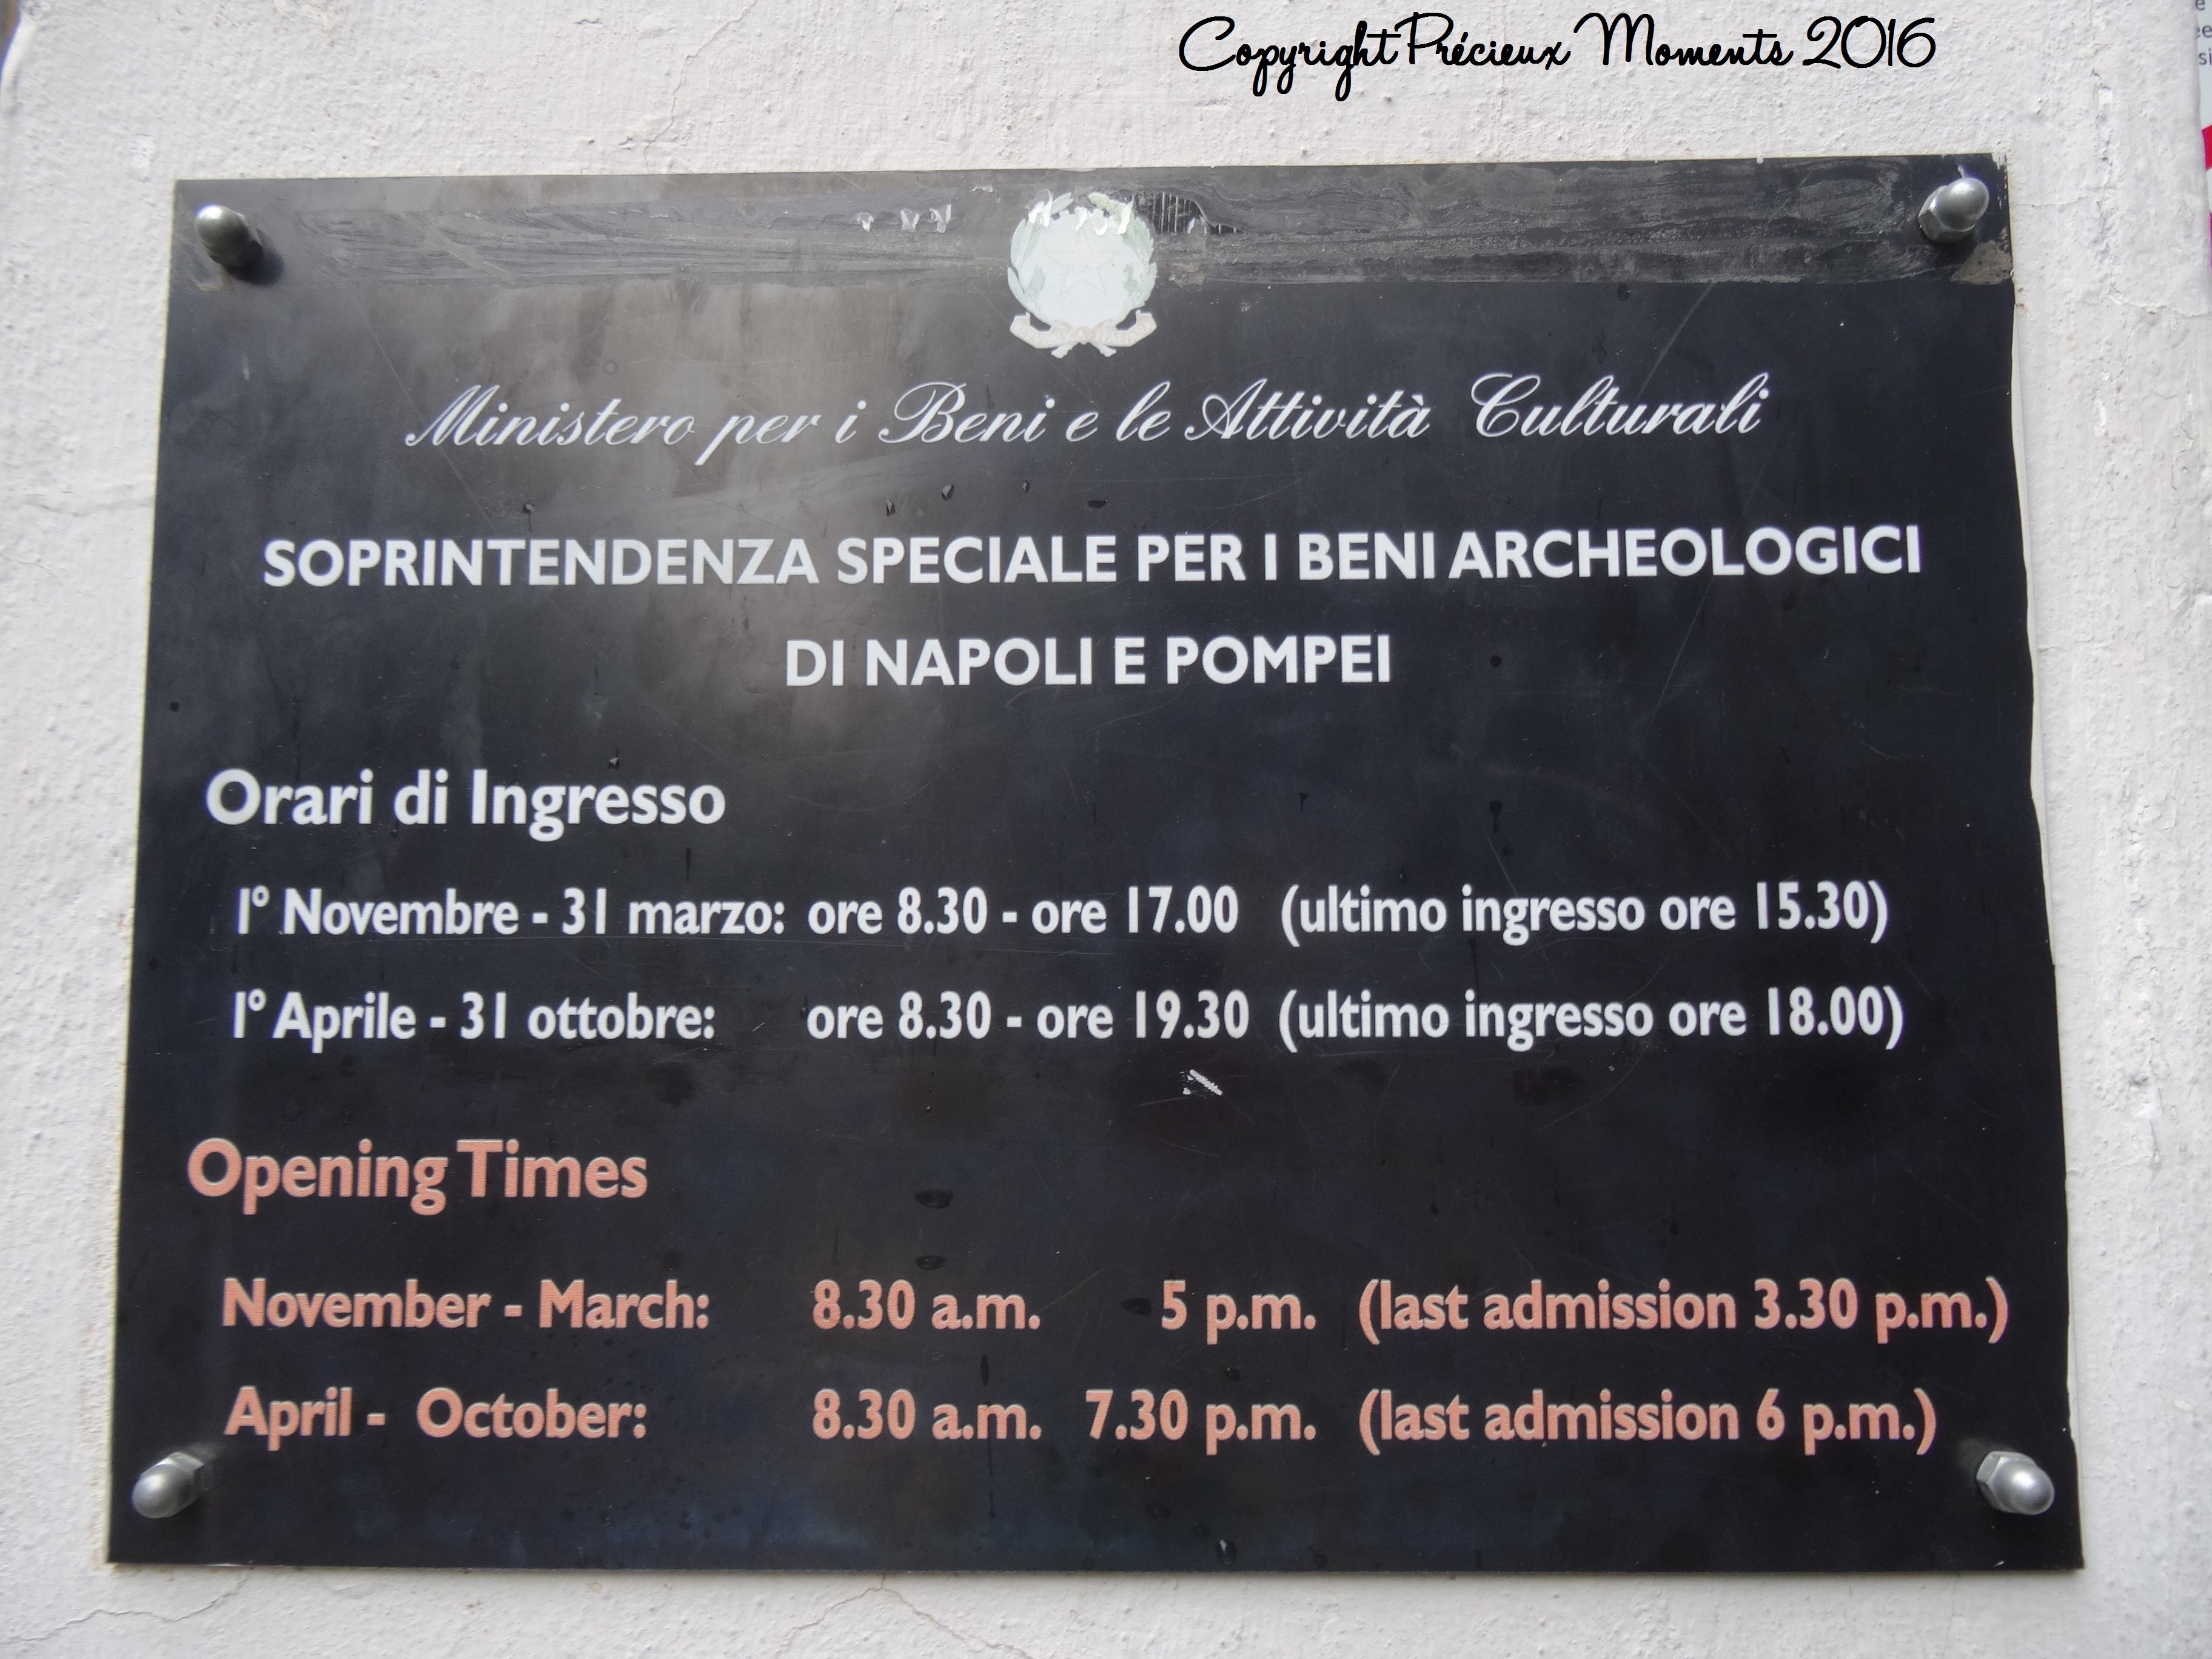 Copyright Précieux Moments 2016
Ministero per i Beni e le Attività Culturali
SOPRINTENDENZA SPECIALE PER I BENI ARCHEOLOGICI
DI NAPOLI E POMPEI
Orari di Ingresso
1° Novembre - 31 marzo: ore 8.30 - ore 17.00 (ultimo ingresso ore 15.30)
1° Aprile - 31 ottobre: ore 8.30 - ore 19.30 (ultimo ingresso ore 18.00)
Opening Times
November - March: 8.30 a.m. 5 p.m. (last admission 3.30 p.m.)
April - October: 8.30 a.m. 7.30 p.m. (last admission 6 p.m.)